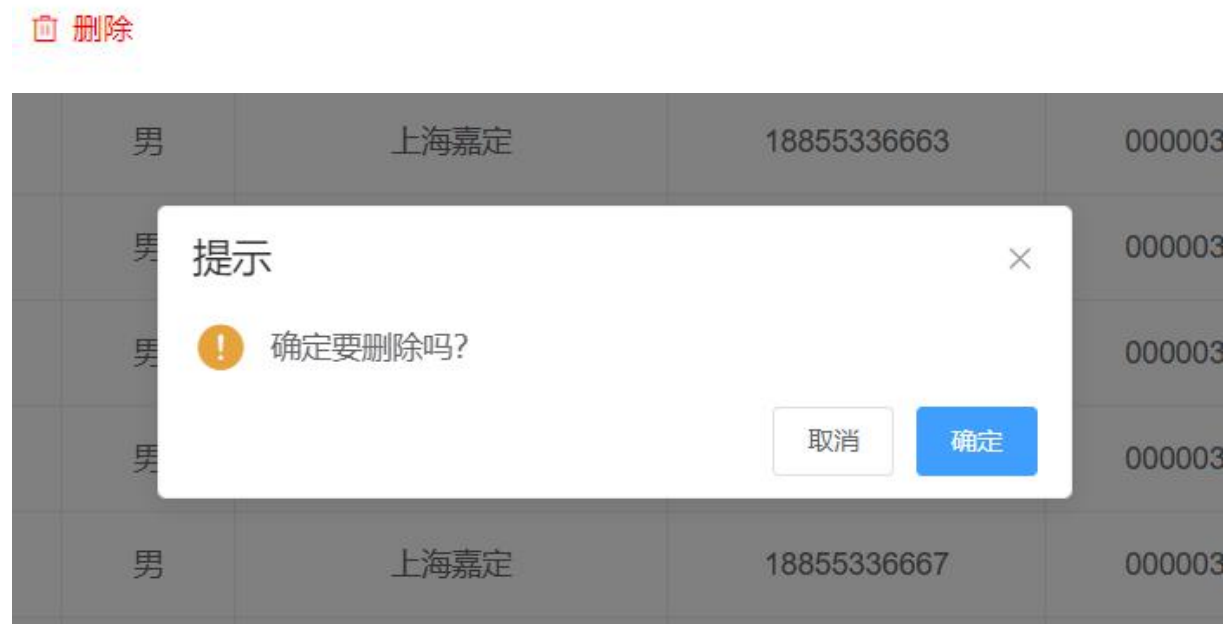 删除
男 上海嘉定 18855336663 000003
男 000003
提示
男 000003
确定要删除吗?
男 000003
取消 确定
男 上海嘉定 18855336667 000003